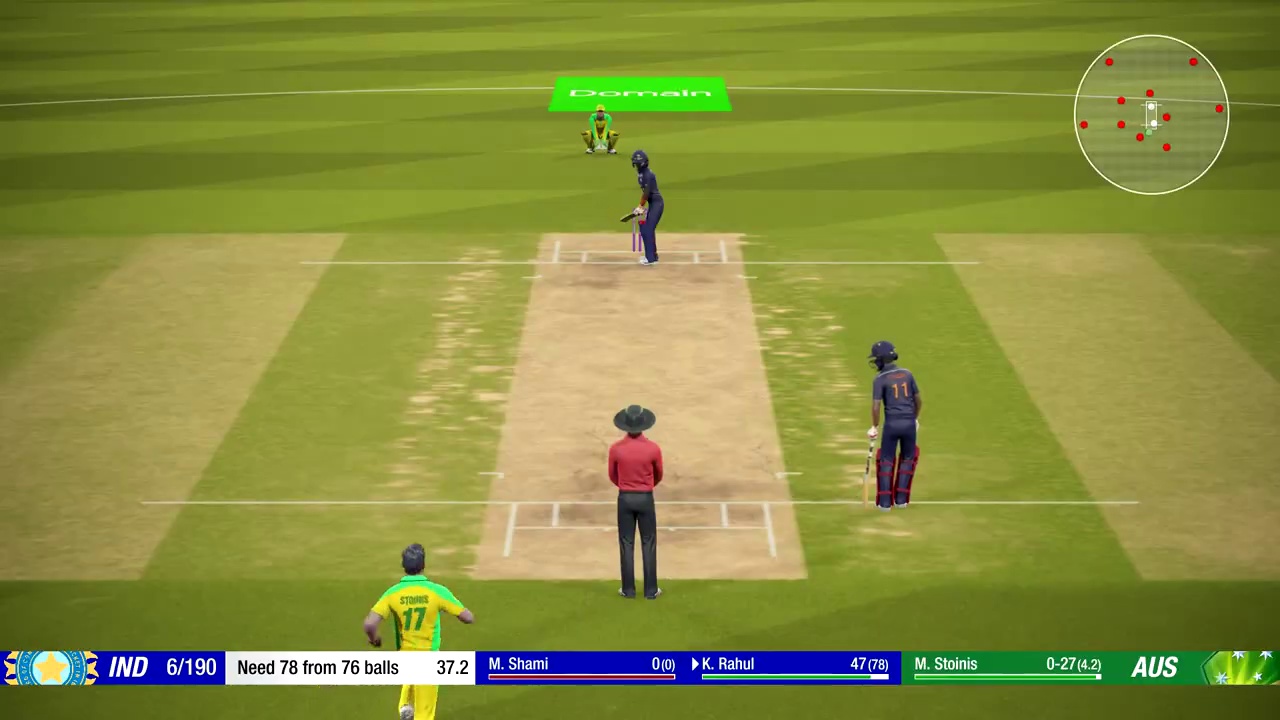 Domain
11
STOINIS
17
IND 6/190 Need 78 from 76 balls 37.2 M. Shami 0(0) K. Rahul 47(78) M. Stoinis 0-27(4.2) AUS